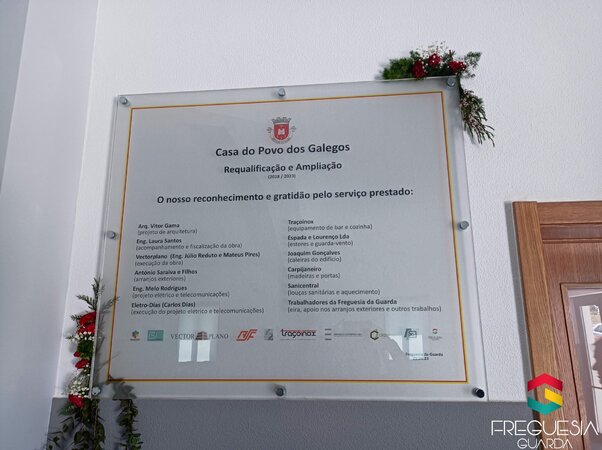 Casa do Povo dos Galegos
Requalificação e Ampliação
(2018 / 2023)
O nosso reconhecimento e gratidão pelo serviço prestado:
Arq. Vitor Gama
(projeto de arquitetura)
Eng. Laura Santos
(acompanhamento e fiscalização da obra)
Vectorplano (Eng. Júlio Reduto e Mateus Pires)
(execução da obra)
António Saraiva e Filhos
(arranjos exteriores)
Eng. Melo Rodrigues
(projeto elétrico e telecomunicações)
Eletro-Dias (Carlos Dias)
(execução do projeto elétrico e telecomunicações)
Traçoinox
(equipamento de bar e cozinha)
Espada e Lourenço Lda
(estores e guarda-vento)
Joaquim Gonçalves
(caleiras do edifício)
Carpijaneiro
(madeiras e portas)
Sanicentral
(louças sanitárias e aquecimento)
Trabalhadores da Freguesia da Guarda
(eira, apoio nos arranjos exteriores e outros trabalhos)
VECTOR PLANO
traçoinox
Freguesia da Guarda
FREGUESIA
GUARDA